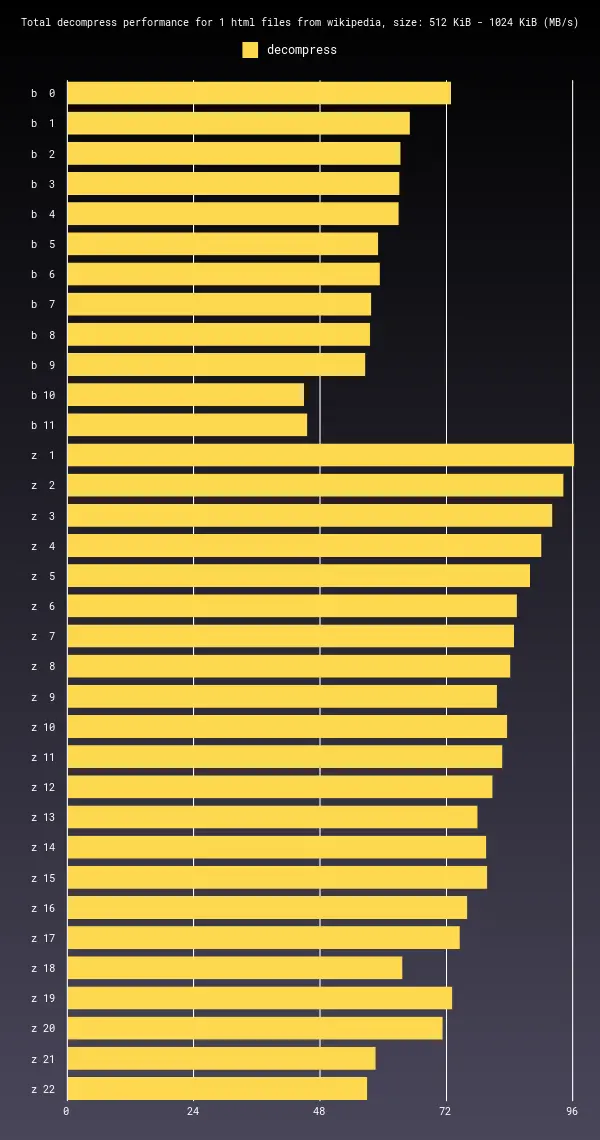 Total decompress performance for 1 html files from wikipedia, size: 512 KiB - 1024 KiB (MB/s)
decompress
b 0
b 1
b 2
b 3
b 4
b 5
b 6
b 7
b 8
b 9
b 10
b 11
z 1
z 2
z 3
z 4
z 5
z 6
z 7
z 8
z 9
z 10
z 11
z 12
z 13
z 14
z 15
z 16
z 17
z 18
z 19
z 20
z 21
z 22
0 24 48 72 96